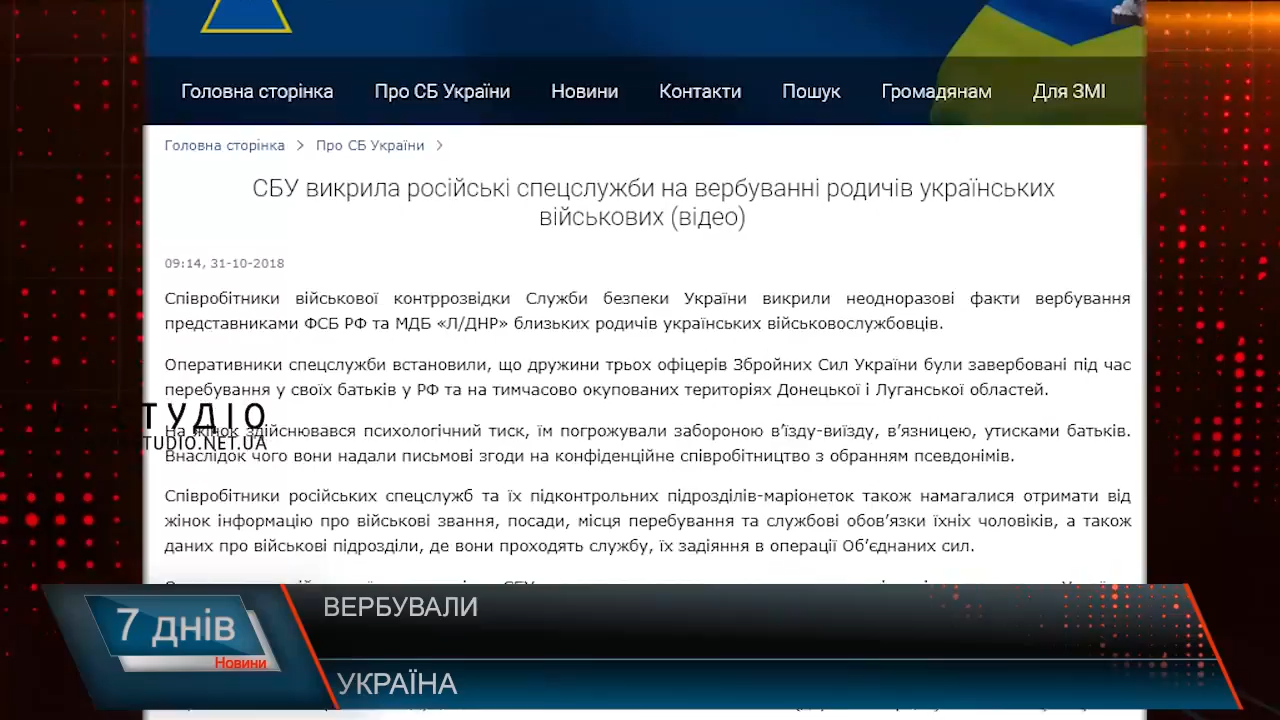 Головна сторінка Про СБ України Новини Контакти Пошук Громадянам Для ЗМІ
Головна сторінка > Про СБ України >
СБУ викрила російські спецслужби на вербуванні родичів українських
військових (відео)
09:14, 31-10-2018
Співробітники військової контррозвідки Служби безпеки України викрили неодноразові факти вербування
представниками ФСБ РФ та МДБ «Л/ДНР» близьких родичів українських військовослужбовців.
Оперативники спецслужби встановили, що дружини трьох офіцерів Збройних Сил України були завербовані під час
перебування у своїх батьків у РФ та на тимчасово окупованих територіях Донецької і Луганської областей.
ТУДІО
На жінок здійснювався психологічний тиск, їм погрожували забороною в’їзду-виїзду, в’язницею, утисками батьків.
STUDIO.NET.UA
Внаслідок чого вони надали письмові згоди на конфіденційне співробітництво з обранням псевдонімів.
Співробітники російських спецслужб та їх підконтрольних підрозділів-маріонеток також намагалися отримати від
жінок інформацію про військові звання, посади, місця перебування та службові обов’язки їхніх чоловіків, а також
даних про військові підрозділи, де вони проходять службу, їх задіяння в операції Об’єднаних сил.
7 днів
Новини
ВЕРБУВАЛИ
УКРАЇНА